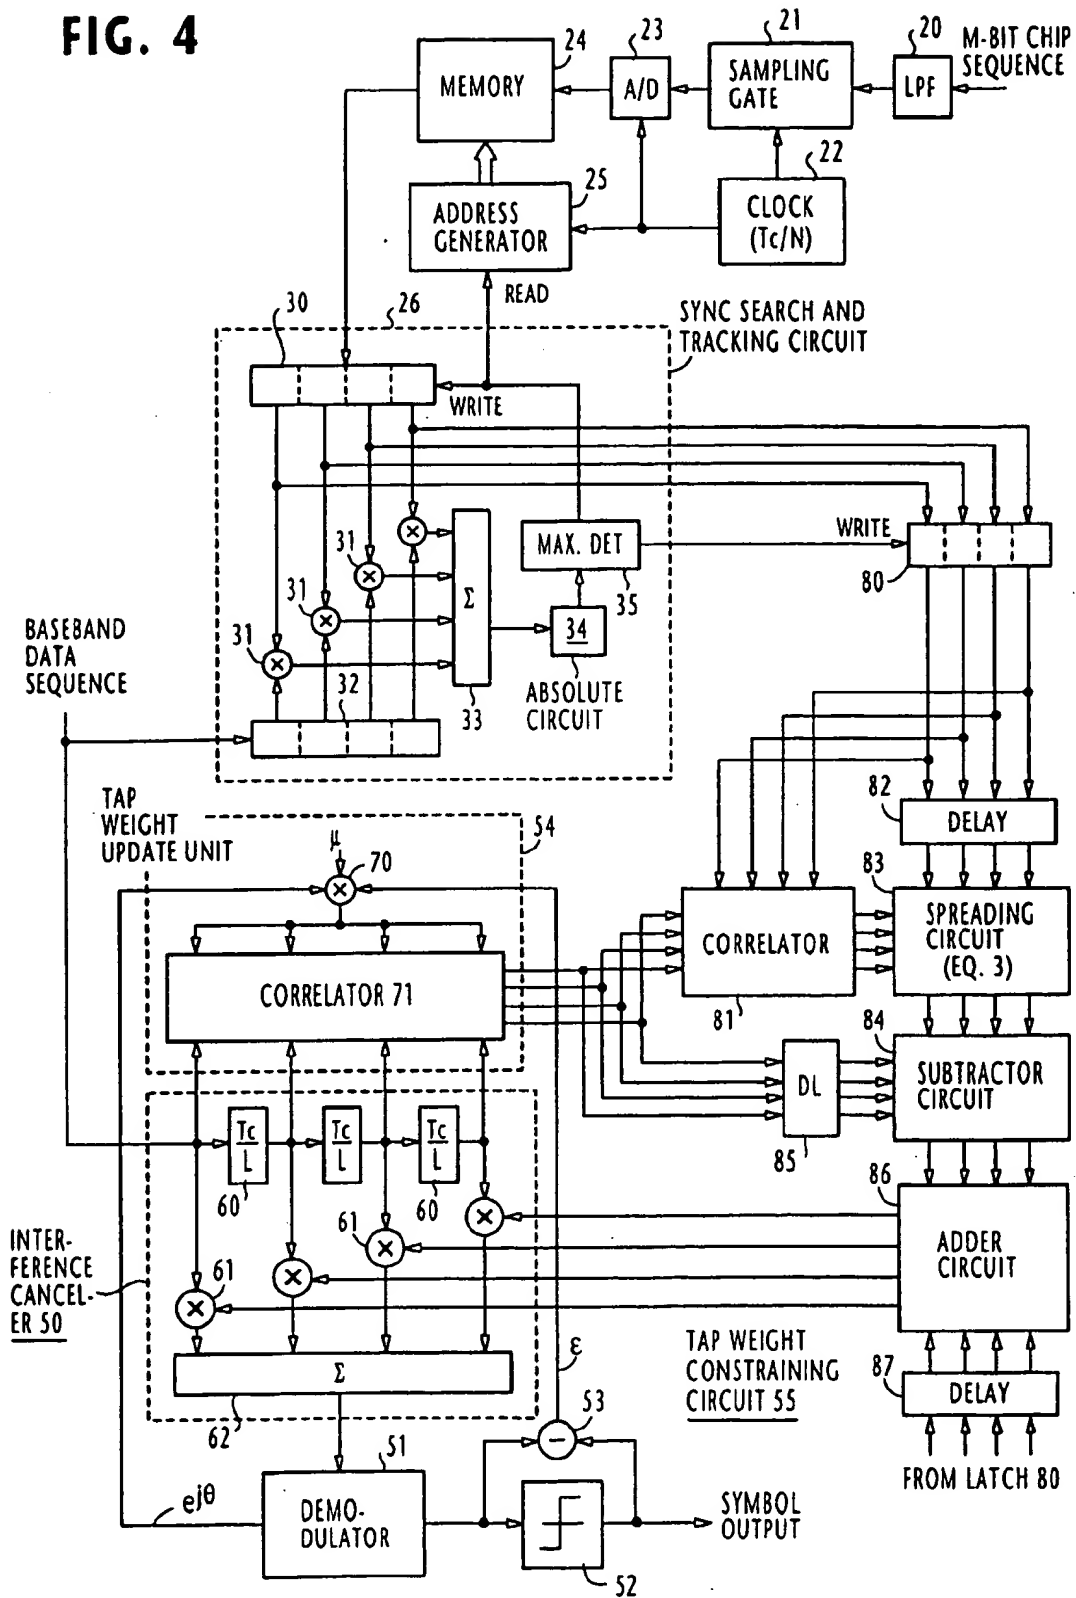 FIG. 4
24
23
21
20
M-BIT CHIP
SEQUENCE
MEMORY
A/D
SAMPLING
GATE
LPF
22
25
ADDRESS
GENERATOR
CLOCK
(Tc/N)
READ
30
26
SYNC SEARCH AND
TRACKING CIRCUIT
WRITE
31
31
31
Σ
MAX. DET
35
WRITE
80
34
ABSOLUTE
CIRCUIT
32
33
BASEBAND
DATA
SEQUENCE
TAP
WEIGHT
UPDATE UNIT
μ
70
54
82
DELAY
83
CORRELATOR
81
SPREADING
CIRCUIT
(EQ. 3)
CORRELATOR 71
84
DL
85
SUBTRACTOR
CIRCUIT
Tc
L
Tc
L
Tc
L
60
60
61
61
86
ADDER
CIRCUIT
INTER-
FERENCE
CANCEL-
ER 50
Σ
62
ε
TAP WEIGHT
CONSTRAINING
CIRCUIT 55
87
DELAY
FROM LATCH 80
53
–
51
ejθ
DEMO-
DULATOR
52
SYMBOL
OUTPUT